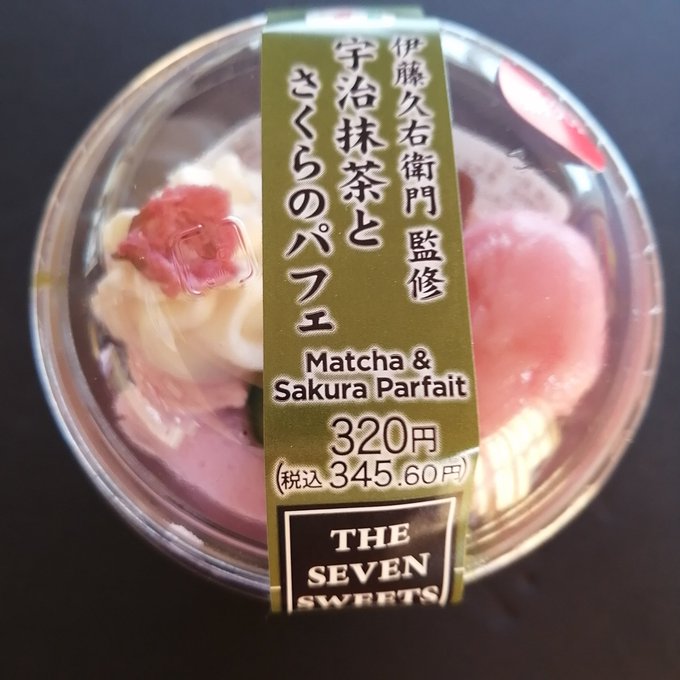 伊藤久右衛門 監修
宇治抹茶と
さくらのパフェ
Matcha &
Sakura Parfait
320円
(税込 345.60円)
THE
SEVEN
SWEETS